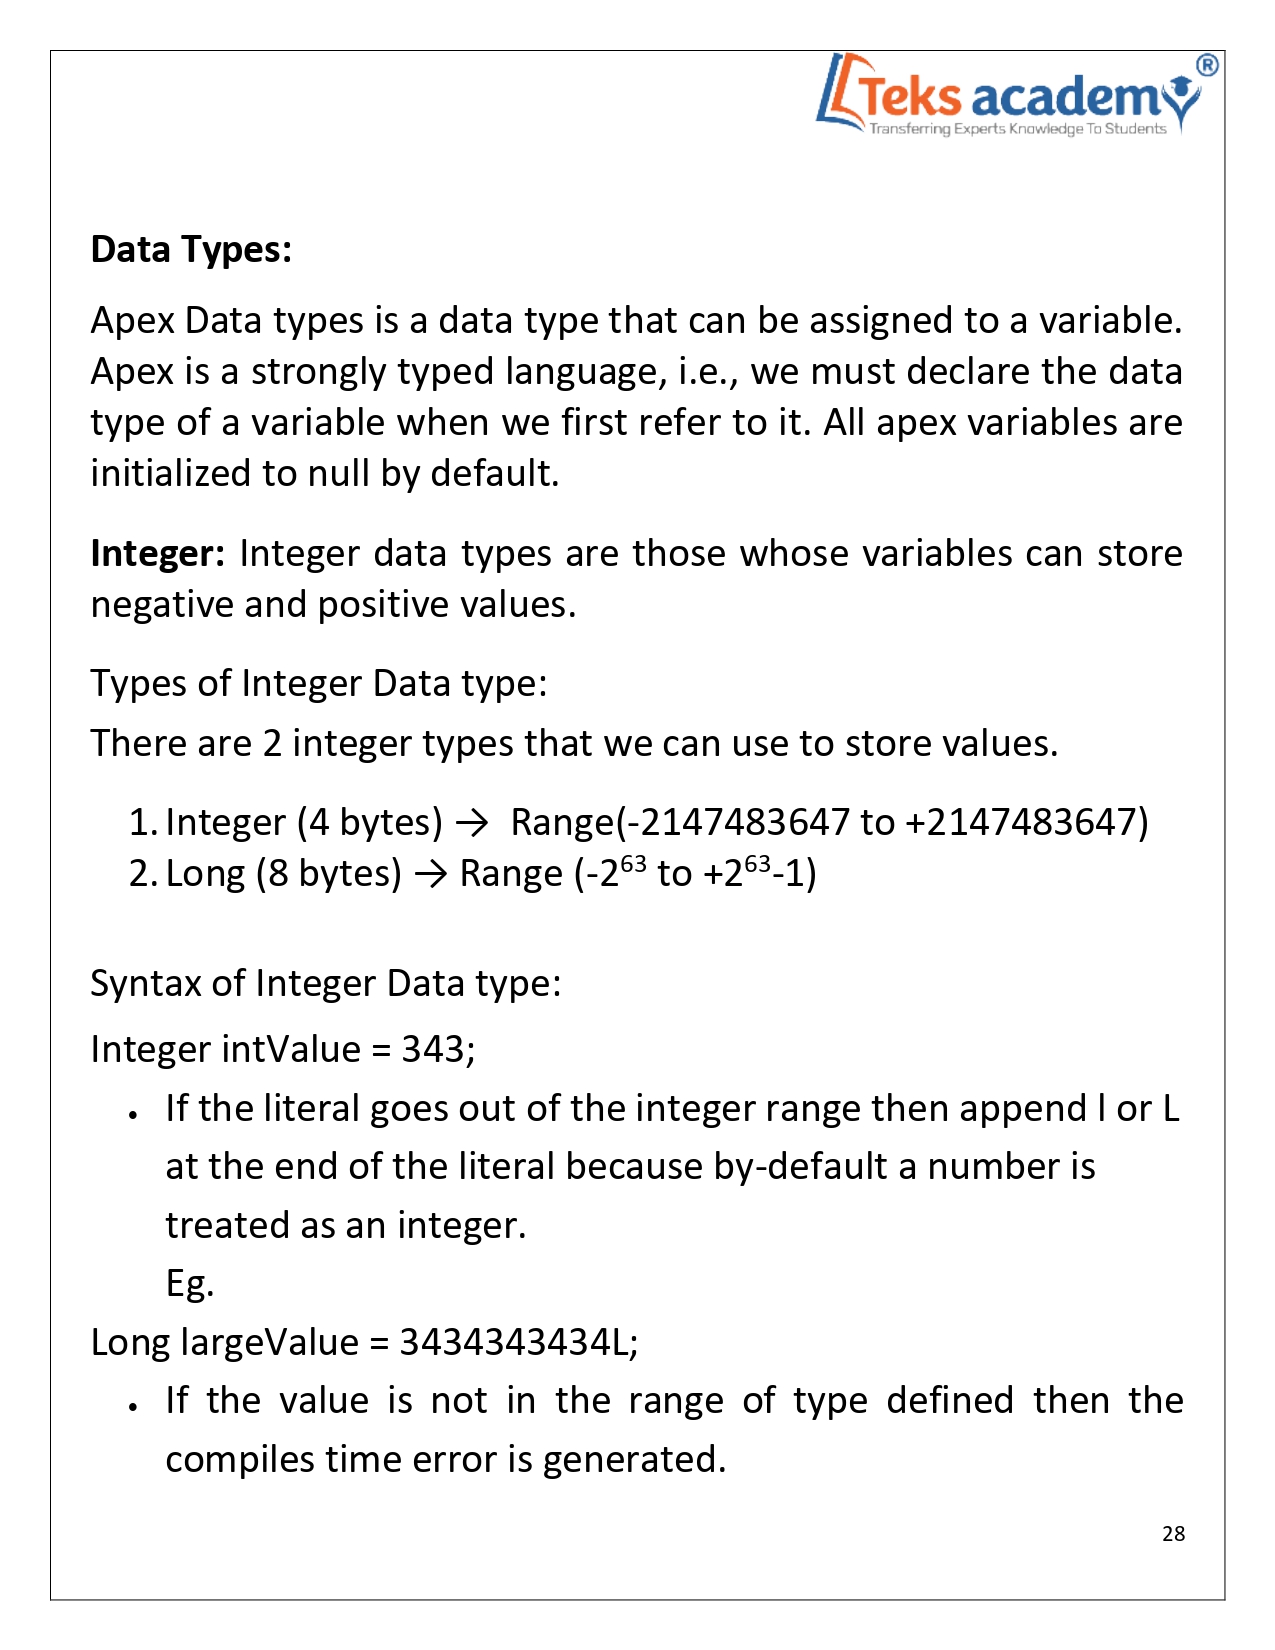 Teks academy ®
Transferring Experts Knowledge To Students
Data Types:
Apex Data types is a data type that can be assigned to a variable.
Apex is a strongly typed language, i.e., we must declare the data
type of a variable when we first refer to it. All apex variables are
initialized to null by default.
Integer: Integer data types are those whose variables can store
negative and positive values.
Types of Integer Data type:
There are 2 integer types that we can use to store values.
1. Integer (4 bytes) → Range(-2147483647 to +2147483647)
2. Long (8 bytes) → Range (-2⁶³ to +2⁶³-1)
Syntax of Integer Data type:
Integer intValue = 343;
• If the literal goes out of the integer range then append l or L
at the end of the literal because by-default a number is
treated as an integer.
Eg.
Long largeValue = 3434343434L;
• If the value is not in the range of type defined then the
compiles time error is generated.
28